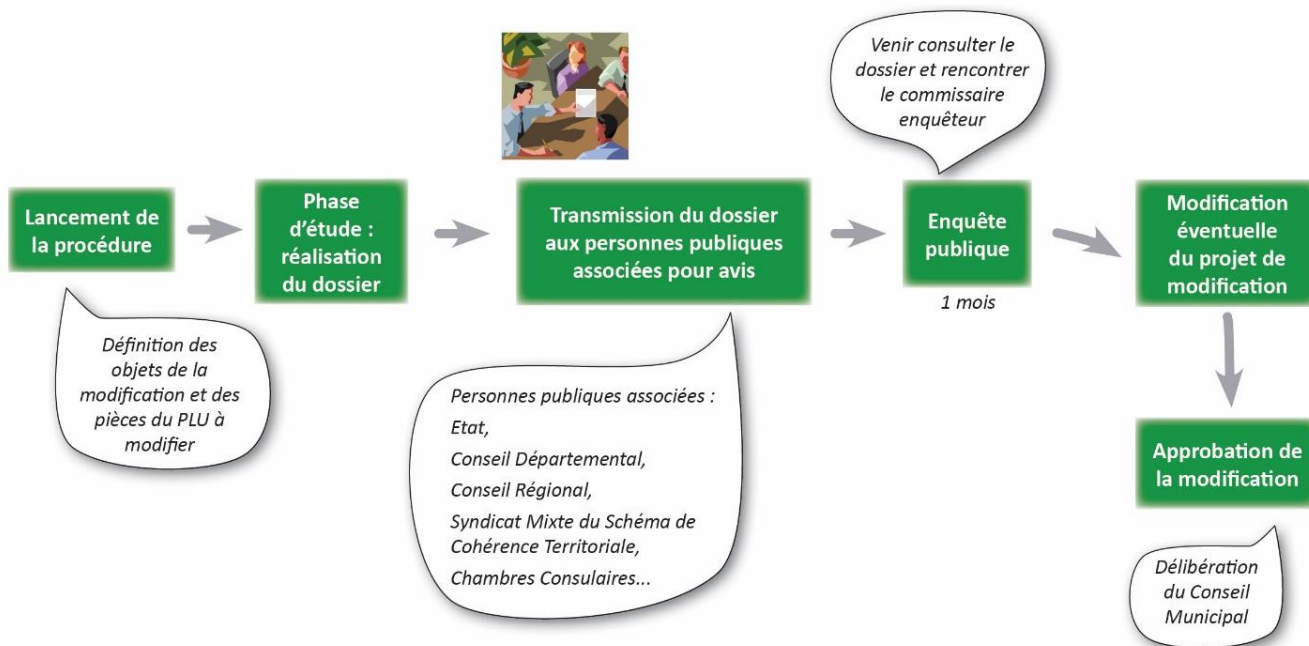 Venir consulter le
dossier et rencontrer
le commissaire
enquêteur
Lancement de
la procédure
Phase
d’étude :
réalisation
du dossier
Transmission du dossier
aux personnes publiques
associées pour avis
Enquête
publique
1 mois
Modification
éventuelle
du projet de
modification
Définition des
objets de la
modification et des
pièces du PLU à
modifier
Personnes publiques associées :
Etat,
Conseil Départemental,
Conseil Régional,
Syndicat Mixte du Schéma de
Cohérence Territoriale,
Chambres Consulaires...
Approbation de
la modification
Délibération
du Conseil
Municipal